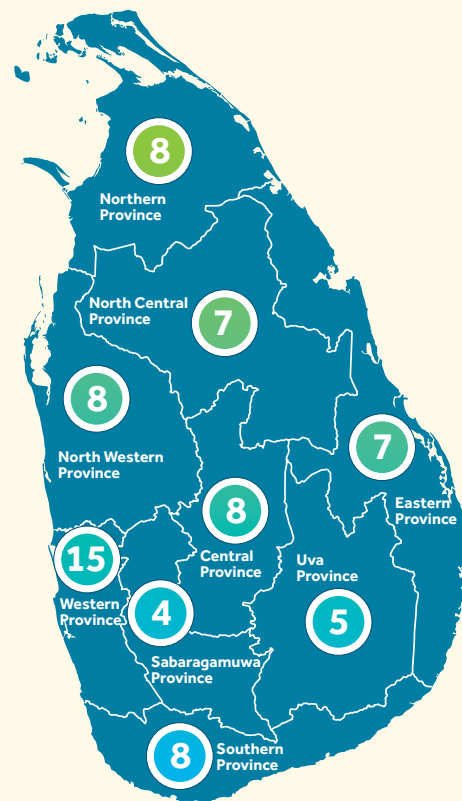 8
Northern
Province
North Central
Province
7
8
North Western
Province
7
Eastern
Province
8
Central
Province
Uva
Province
5
15
Western
Province
4
Sabaragamuwa
Province
8
Southern
Province